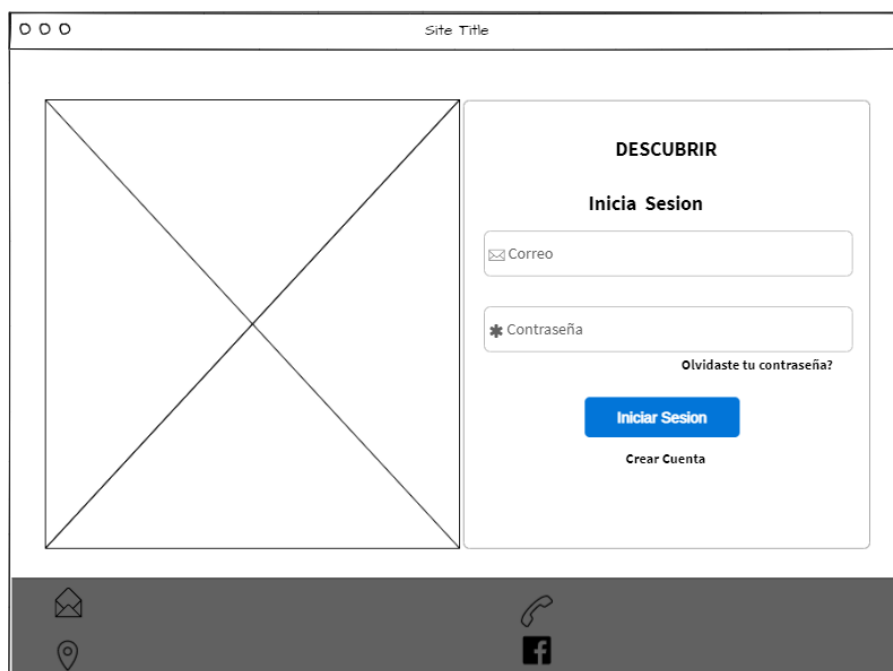 Site Title
DESCUBRIR
Inicia Sesion
Correo
Contraseña
Olvidaste tu contraseña?
Iniciar Sesion
Crear Cuenta